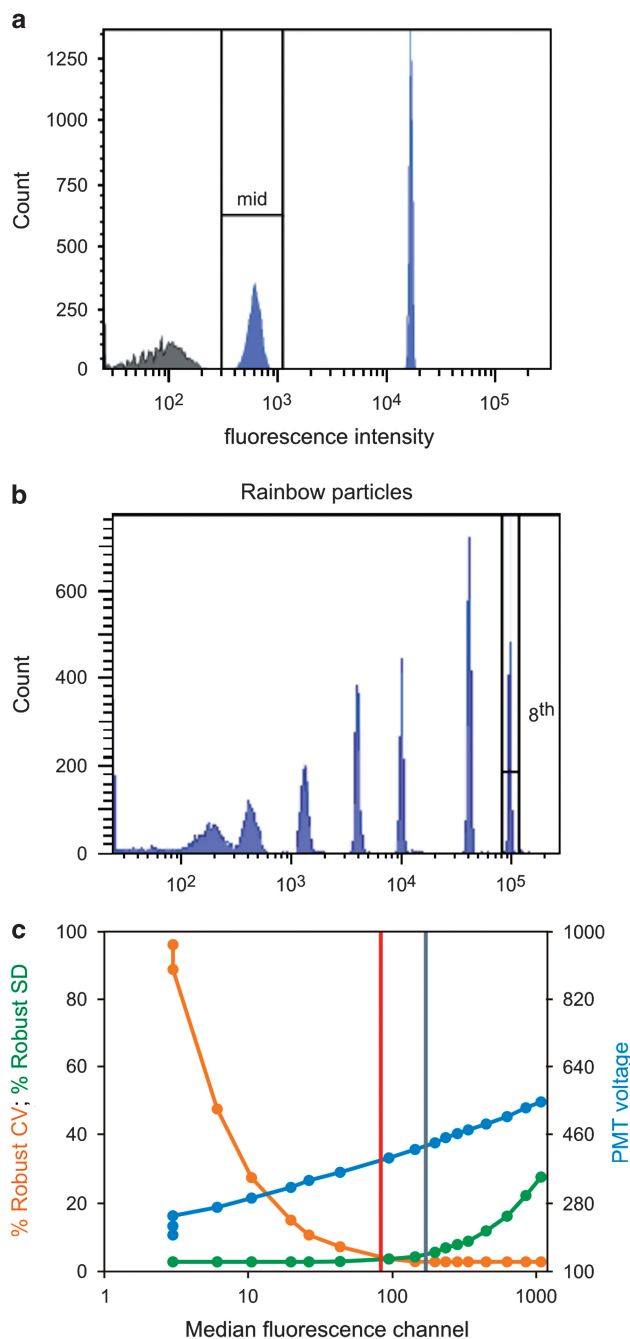 a
1250
1000
750
500
250
0
Count
mid
10² 10³ 10⁴ 10⁵
fluorescence intensity
b
Rainbow particles
600
400
200
0
Count
8th
10² 10³ 10⁴ 10⁵
c
100
80
60
40
20
0
% Robust CV; % Robust SD
1000
820
640
460
280
100
PMT voltage
1 10 100 1000
Median fluorescence channel